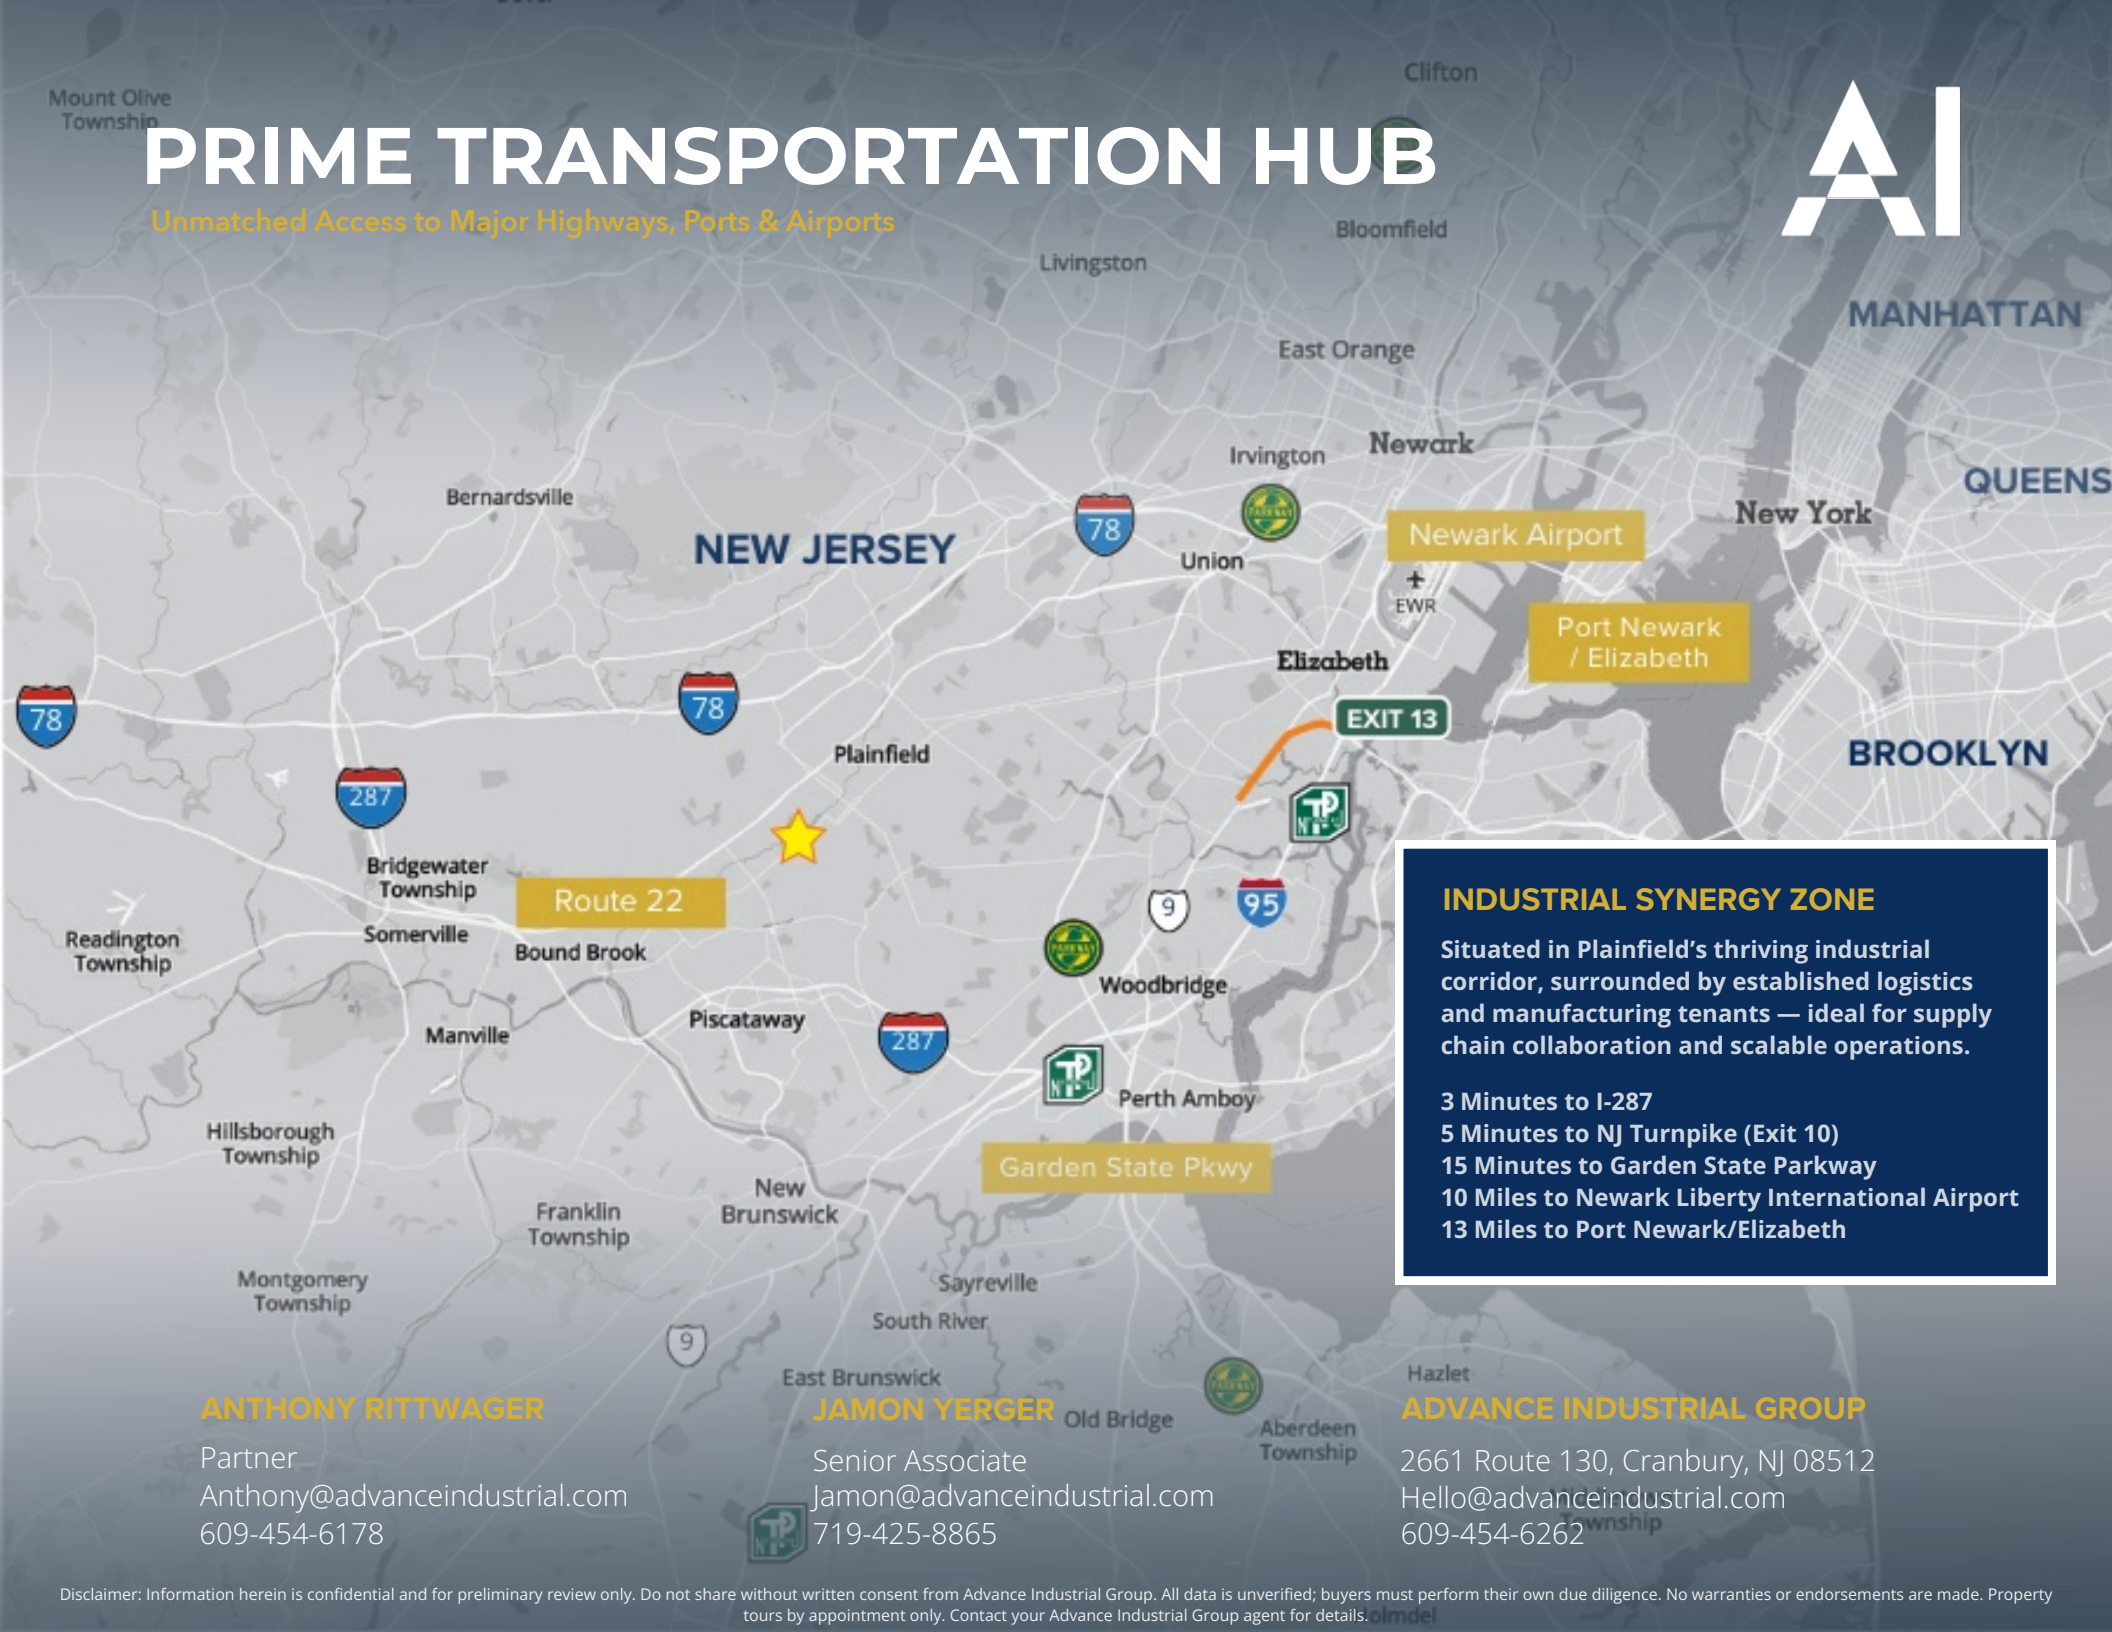 Clifton
Mount Olive
Township
PRIME TRANSPORTATION HUB
AI
Unmatched Access to Major Highways, Ports & Airports
Bloomfield
Livingston
MANHATTAN
East Orange
Newark
Irvington
QUEENS
Bernardsville
New York
78
PARKWAY
Newark Airport
NEW JERSEY
Union
EWR
Port Newark
/ Elizabeth
Elizabeth
78
78
EXIT 13
Plainfield
BROOKLYN
287
TP
Bridgewater
Township
Route 22
9
95
INDUSTRIAL SYNERGY ZONE
Situated in Plainfield’s thriving industrial
corridor, surrounded by established logistics
and manufacturing tenants — ideal for supply
chain collaboration and scalable operations.
3 Minutes to I-287
5 Minutes to NJ Turnpike (Exit 10)
15 Minutes to Garden State Parkway
10 Miles to Newark Liberty International Airport
13 Miles to Port Newark/Elizabeth
Readington
Township
Somerville
Bound Brook
PARKWAY
Woodbridge
Manville
Piscataway
287
TP
Perth Amboy
Hillsborough
Township
Garden State Pkwy
New
Brunswick
Franklin
Township
Montgomery
Township
Sayreville
South River
9
East Brunswick
Hazlet
PARKWAY
Old Bridge
Aberdeen
Township
ANTHONY RITTWAGER
Partner
Anthony@advanceindustrial.com
609-454-6178
JAMON YERGER
Senior Associate
Jamon@advanceindustrial.com
719-425-8865
TP
ADVANCE INDUSTRIAL GROUP
2661 Route 130, Cranbury, NJ 08512
Hello@advanceindustrial.com
609-454-6262
Township
Disclaimer: Information herein is confidential and for preliminary review only. Do not share without written consent from Advance Industrial Group. All data is unverified; buyers must perform their own due diligence. No warranties or endorsements are made. Property
tours by appointment only. Contact your Advance Industrial Group agent for details.